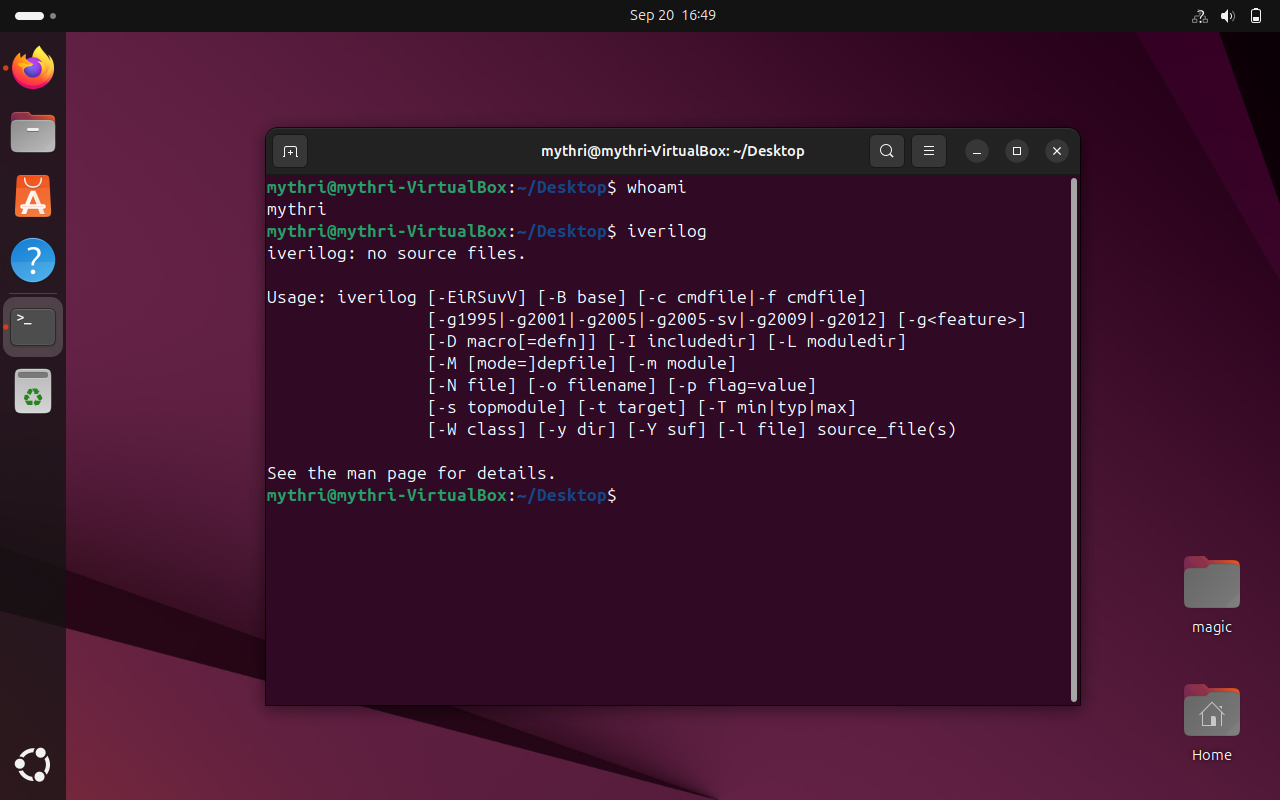 Sep 20 16:49
mythri@mythri-VirtualBox: ~/Desktop
mythri@mythri-VirtualBox:~/Desktop$ whoami
mythri
mythri@mythri-VirtualBox:~/Desktop$ iverilog
iverilog: no source files.
Usage: iverilog [-EiRSuvV] [-B base] [-c cmdfile|-f cmdfile]
[-g1995|-g2001|-g2005|-g2005-sv|-g2009|-g2012] [-g<feature>]
[-D macro[=defn]] [-I includedir] [-L moduledir]
[-M [mode=]depfile] [-m module]
[-N file] [-o filename] [-p flag=value]
[-s topmodule] [-t target] [-T min|typ|max]
[-W class] [-y dir] [-Y suf] [-l file] source_file(s)
See the man page for details.
mythri@mythri-VirtualBox:~/Desktop$
magic
Home